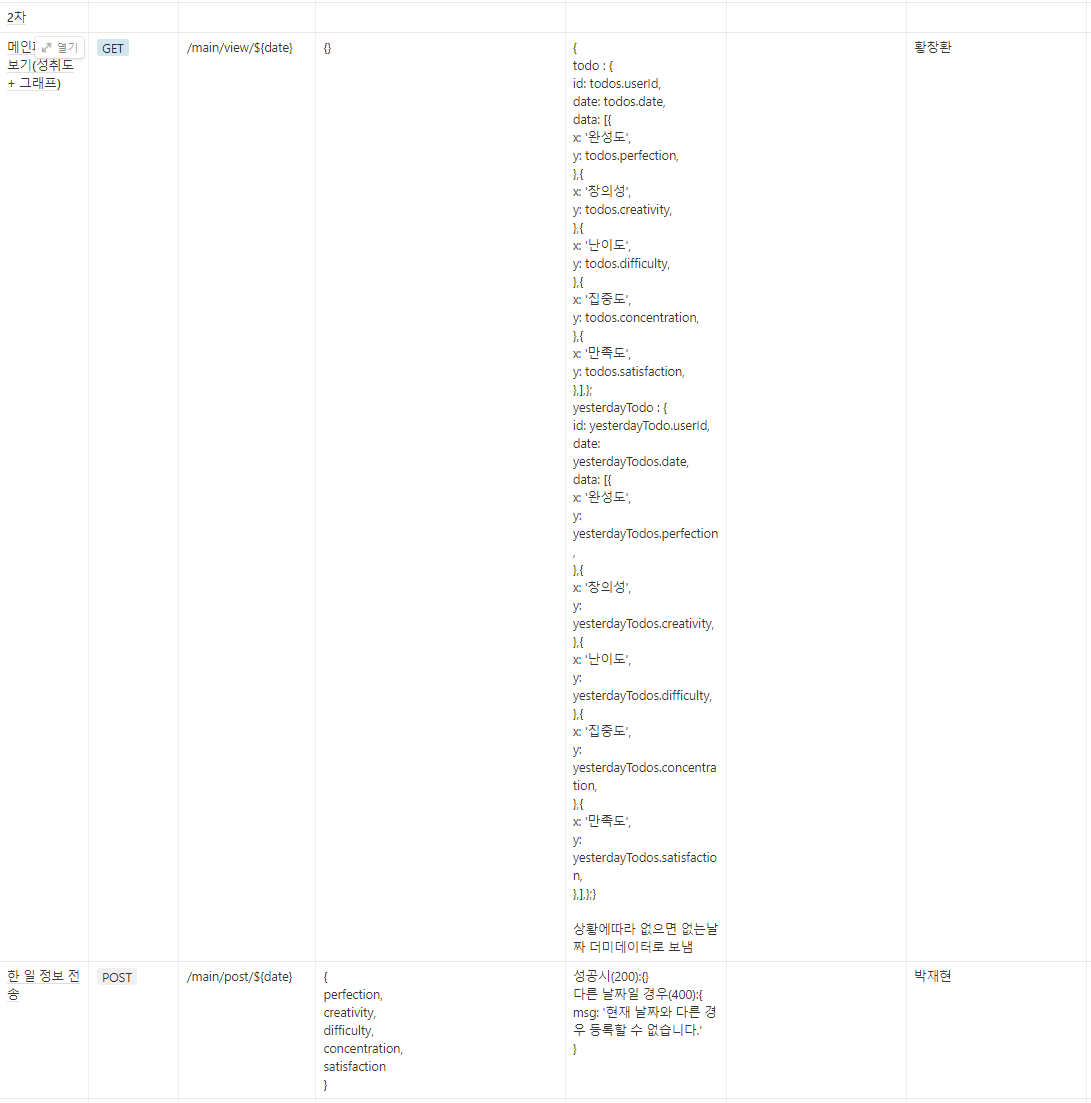 2차
메인
열기
보기(성취도
+ 그래프)
GET
/main/view/${date}
{}
{
todo : {
id: todos.userId,
date: todos.date,
data: [{
x: '완성도',
y: todos.perfection,
},{
x: '창의성',
y: todos.creativity,
},{
x: '난이도',
y: todos.difficulty,
},{
x: '집중도',
y: todos.concentration,
},{
x: '만족도',
y: todos.satisfaction,
},],};
yesterdayTodo : {
id: yesterdayTodo.userId,
date:
yesterdayTodos.date,
data: [{
x: '완성도',
y:
yesterdayTodos.perfection
,
},{
x: '창의성',
y:
yesterdayTodos.creativity,
},{
x: '난이도',
y:
yesterdayTodos.difficulty,
},{
x: '집중도',
y:
yesterdayTodos.concentra
tion,
},{
x: '만족도',
y:
yesterdayTodos.satisfactio
n,
},],};}
상황에따라 없으면 없는날
짜 더미데이터로 보냄
황창환
한 일 정보 전
송
POST
/main/post/${date}
{
perfection,
creativity,
difficulty,
concentration,
satisfaction
}
성공시(200):{}
다른 날짜일 경우(400):{
msg: '현재 날짜와 다른 경
우 등록할 수 없습니다.'
}
박재현